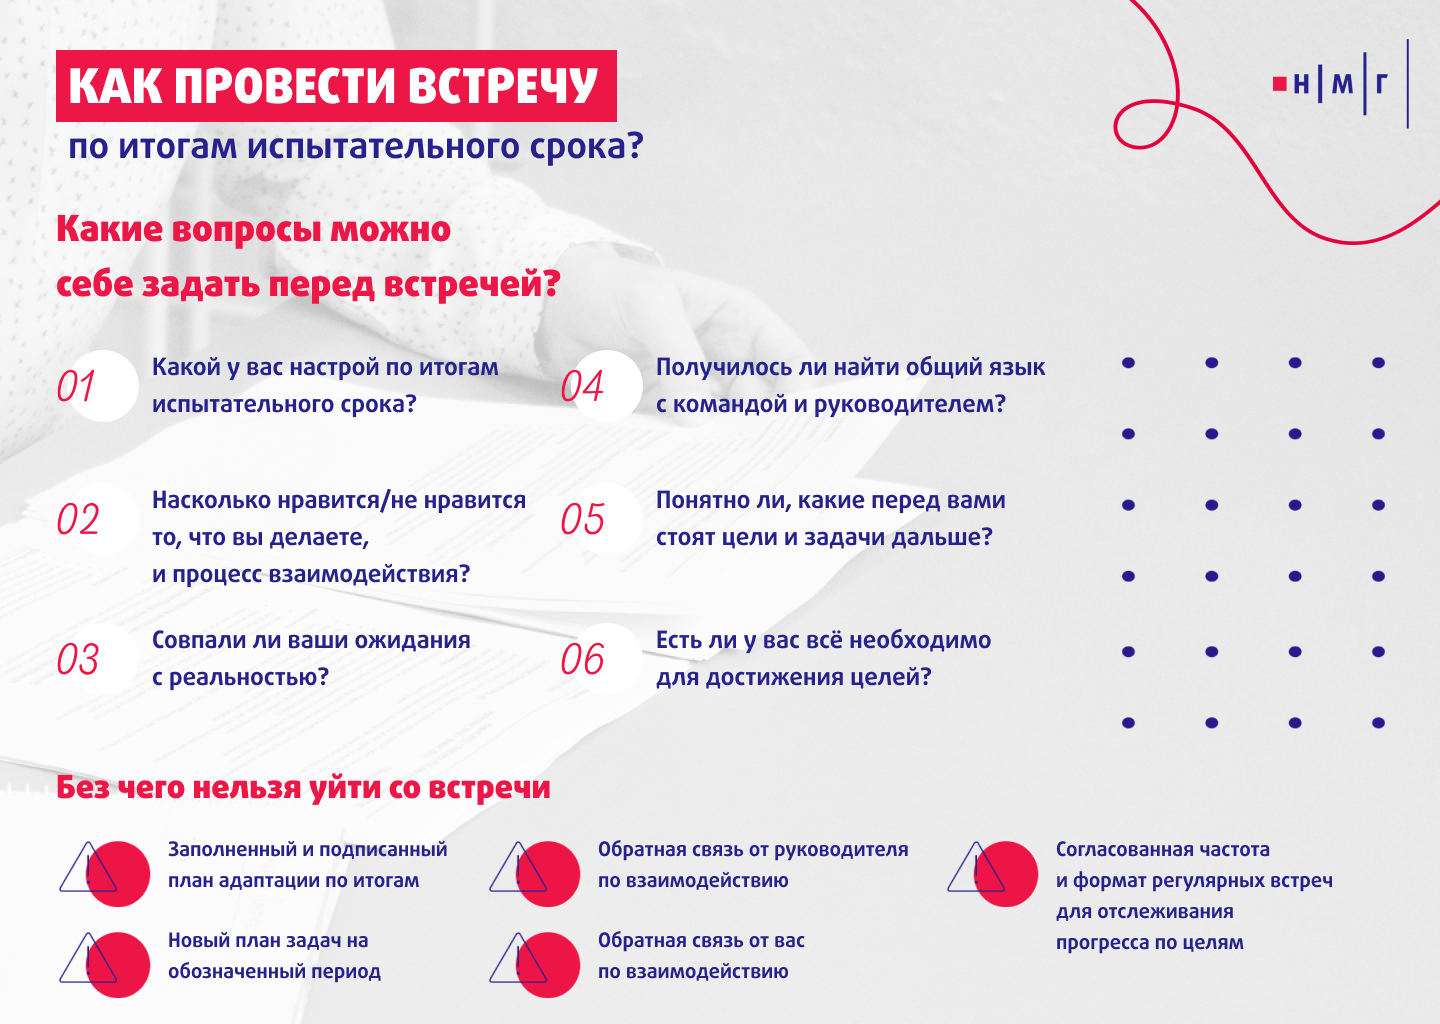 КАК ПРОВЕСТИ ВСТРЕЧУ
по итогам испытательного срока?
Н|М|Г
Какие вопросы можно
себе задать перед встречей?
01
Какой у вас настрой по итогам
испытательного срока?
02
Насколько нравится/не нравится
то, что вы делаете,
и процесс взаимодействия?
03
Совпали ли ваши ожидания
с реальностью?
04
Получилось ли найти общий язык
с командой и руководителем?
05
Понятно ли, какие перед вами
стоят цели и задачи дальше?
06
Есть ли у вас всё необходимо
для достижения целей?
Без чего нельзя уйти со встречи
Заполненный и подписанный
план адаптации по итогам
Новый план задач на
обозначенный период
Обратная связь от руководителя
по взаимодействию
Обратная связь от вас
по взаимодействию
Согласованная частота
и формат регулярных встреч
для отслеживания
прогресса по целям